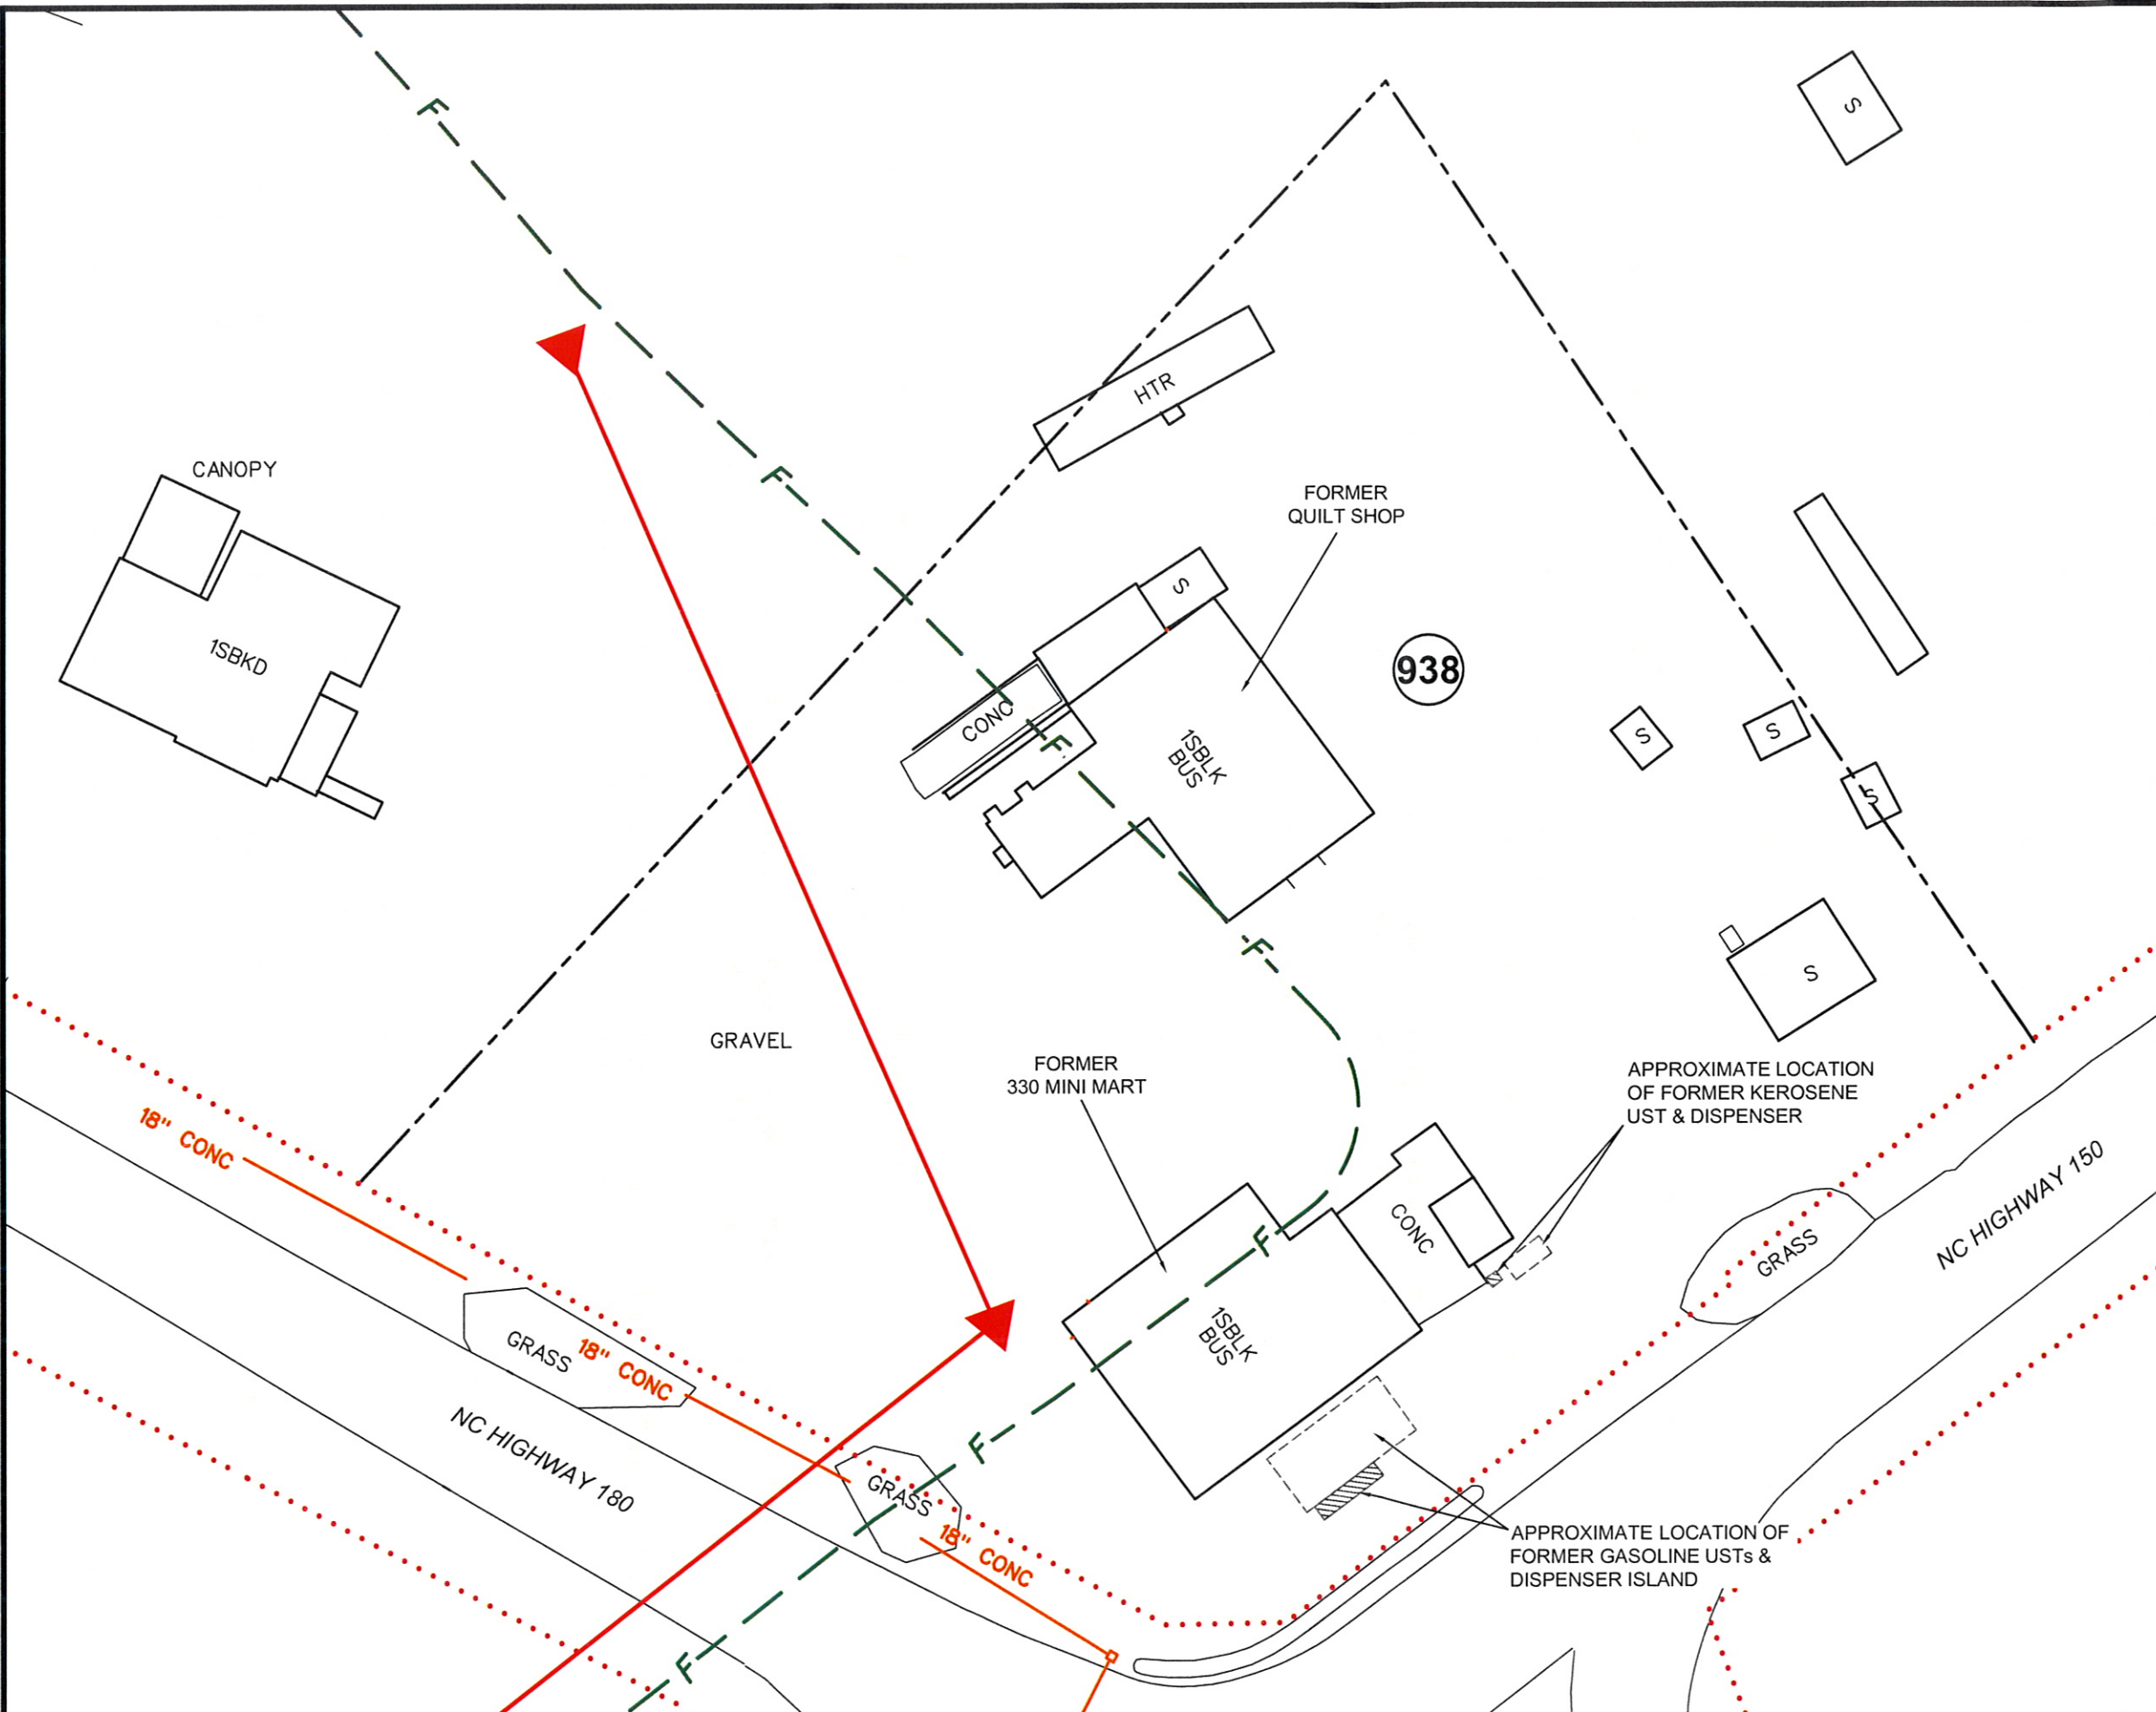 F
S
HTR
CANOPY
F
FORMER
QUILT SHOP
S
1SBKD
938
CONC
F
1SBLK
BUS
S
S
S
F
S
GRAVEL
FORMER
330 MINI MART
APPROXIMATE LOCATION
OF FORMER KEROSENE
UST & DISPENSER
18" CONC
CONC
F
GRASS
NC HIGHWAY 150
1SBLK
BUS
GRASS
18" CONC
F
NC HIGHWAY 180
GRASS
18" CONC
APPROXIMATE LOCATION OF
FORMER GASOLINE USTs &
DISPENSER ISLAND
F